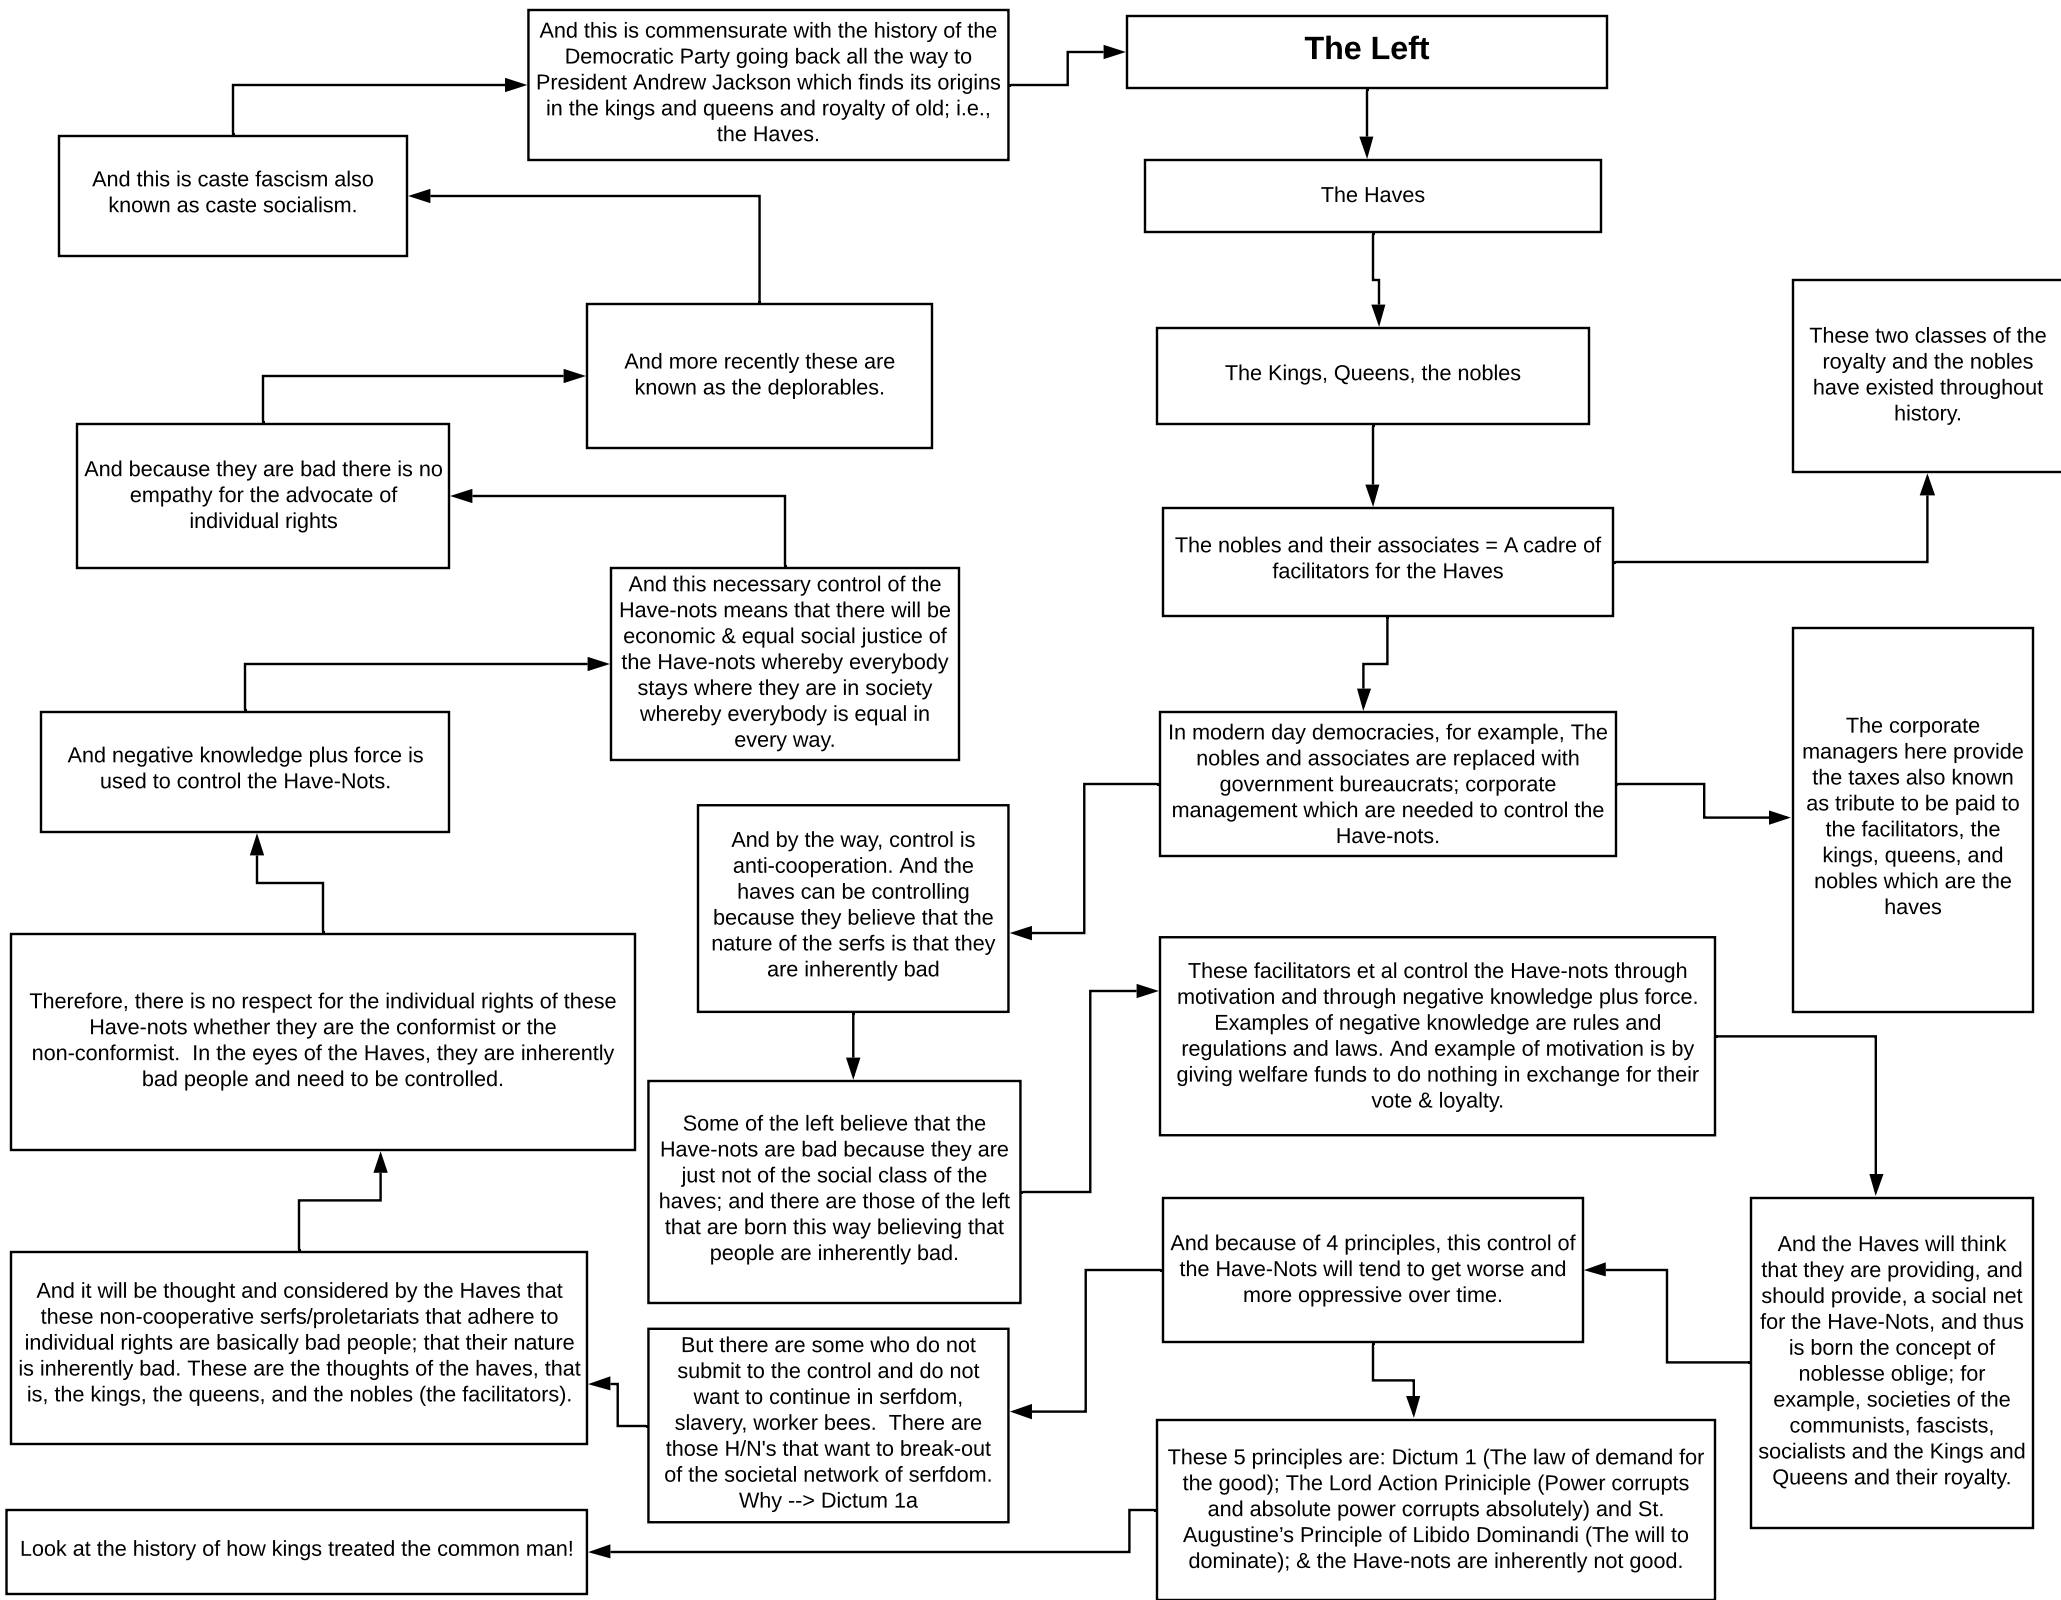 The Left
The Haves
The Kings, Queens, the nobles
The nobles and their associates = A cadre of
facilitators for the Haves
These two classes of the
royalty and the nobles
have existed throughout
history.
In modern day democracies, for example, The
nobles and associates are replaced with
government bureaucrats; corporate
management which are needed to control the
Have-nots.
The corporate
managers here provide
the taxes also known
as tribute to be paid to
the facilitators, the
kings, queens, and
nobles which are the
haves
And by the way, control is
anti-cooperation. And the
haves can be controlling
because they believe that the
nature of the serfs is that they
are inherently bad
Some of the left believe that the
Have-nots are bad because they are
just not of the social class of the
haves; and there are those of the left
that are born this way believing that
people are inherently bad.
These facilitators et al control the Have-nots through
motivation and through negative knowledge plus force.
Examples of negative knowledge are rules and
regulations and laws. And example of motivation is by
giving welfare funds to do nothing in exchange for their
vote & loyalty.
And the Haves will think
that they are providing, and
should provide, a social net
for the Have-Nots, and thus
is born the concept of
noblesse oblige; for
example, societies of the
communists, fascists,
socialists and the Kings and
Queens and their royalty.
And because of 4 principles, this control of
the Have-Nots will tend to get worse and
more oppressive over time.
These 5 principles are: Dictum 1 (The law of demand for
the good); The Lord Action Priniciple (Power corrupts
and absolute power corrupts absolutely) and St.
Augustine’s Principle of Libido Dominandi (The will to
dominate); & the Have-nots are inherently not good.
Look at the history of how kings treated the common man!
But there are some who do not
submit to the control and do not
want to continue in serfdom,
slavery, worker bees.  There are
those H/N's that want to break-out
of the societal network of serfdom.
Why --> Dictum 1a
And it will be thought and considered by the Haves that
these non-cooperative serfs/proletariats that adhere to
individual rights are basically bad people; that their nature
is inherently bad. These are the thoughts of the haves, that
is, the kings, the queens, and the nobles (the facilitators).
Therefore, there is no respect for the individual rights of these
Have-nots whether they are the conformist or the
non-conformist.  In the eyes of the Haves, they are inherently
bad people and need to be controlled.
And negative knowledge plus force is
used to control the Have-Nots.
And this necessary control of the
Have-nots means that there will be
economic & equal social justice of
the Have-nots whereby everybody
stays where they are in society
whereby everybody is equal in
every way.
And because they are bad there is no
empathy for the advocate of
individual rights
And more recently these are
known as the deplorables.
And this is caste fascism also
known as caste socialism.
And this is commensurate with the history of the
Democratic Party going back all the way to
President Andrew Jackson which finds its origins
in the kings and queens and royalty of old; i.e.,
the Haves.